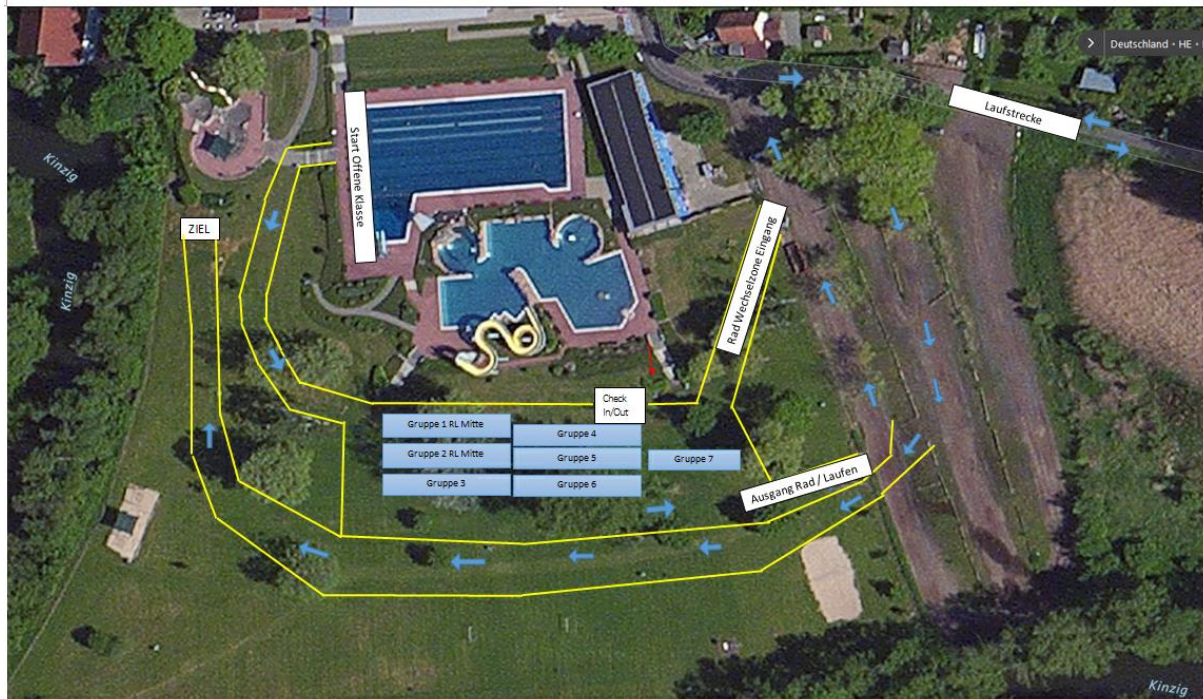 Deutschland • HE •
Laufstrecke
Kinzig
Start Offene Klasse
ZIEL
Kinzig
Rad Wechselzone Eingang
Check
In/Out
Gruppe 1 RL Mitte
Gruppe 4
Gruppe 2 RL Mitte
Gruppe 5
Gruppe 7
Gruppe 3
Gruppe 6
Ausgang Rad / Laufen
Kinzig